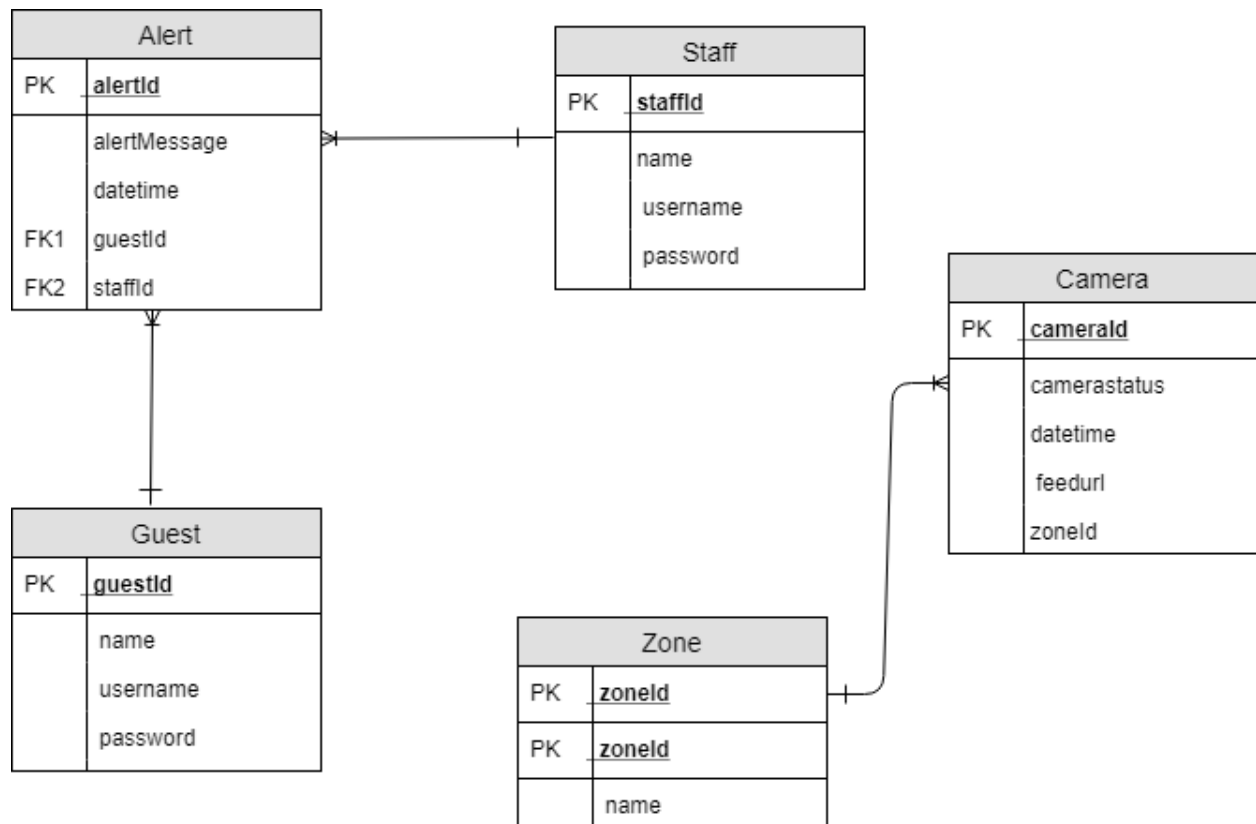 Alert
PK alertId
alertMessage
datetime
FK1 guestId
FK2 staffId
Staff
PK staffId
name
username
password
Camera
PK cameraId
camerastatus
datetime
feedurl
zoneId
Guest
PK guestId
name
username
password
Zone
PK zoneId
PK zoneId
name